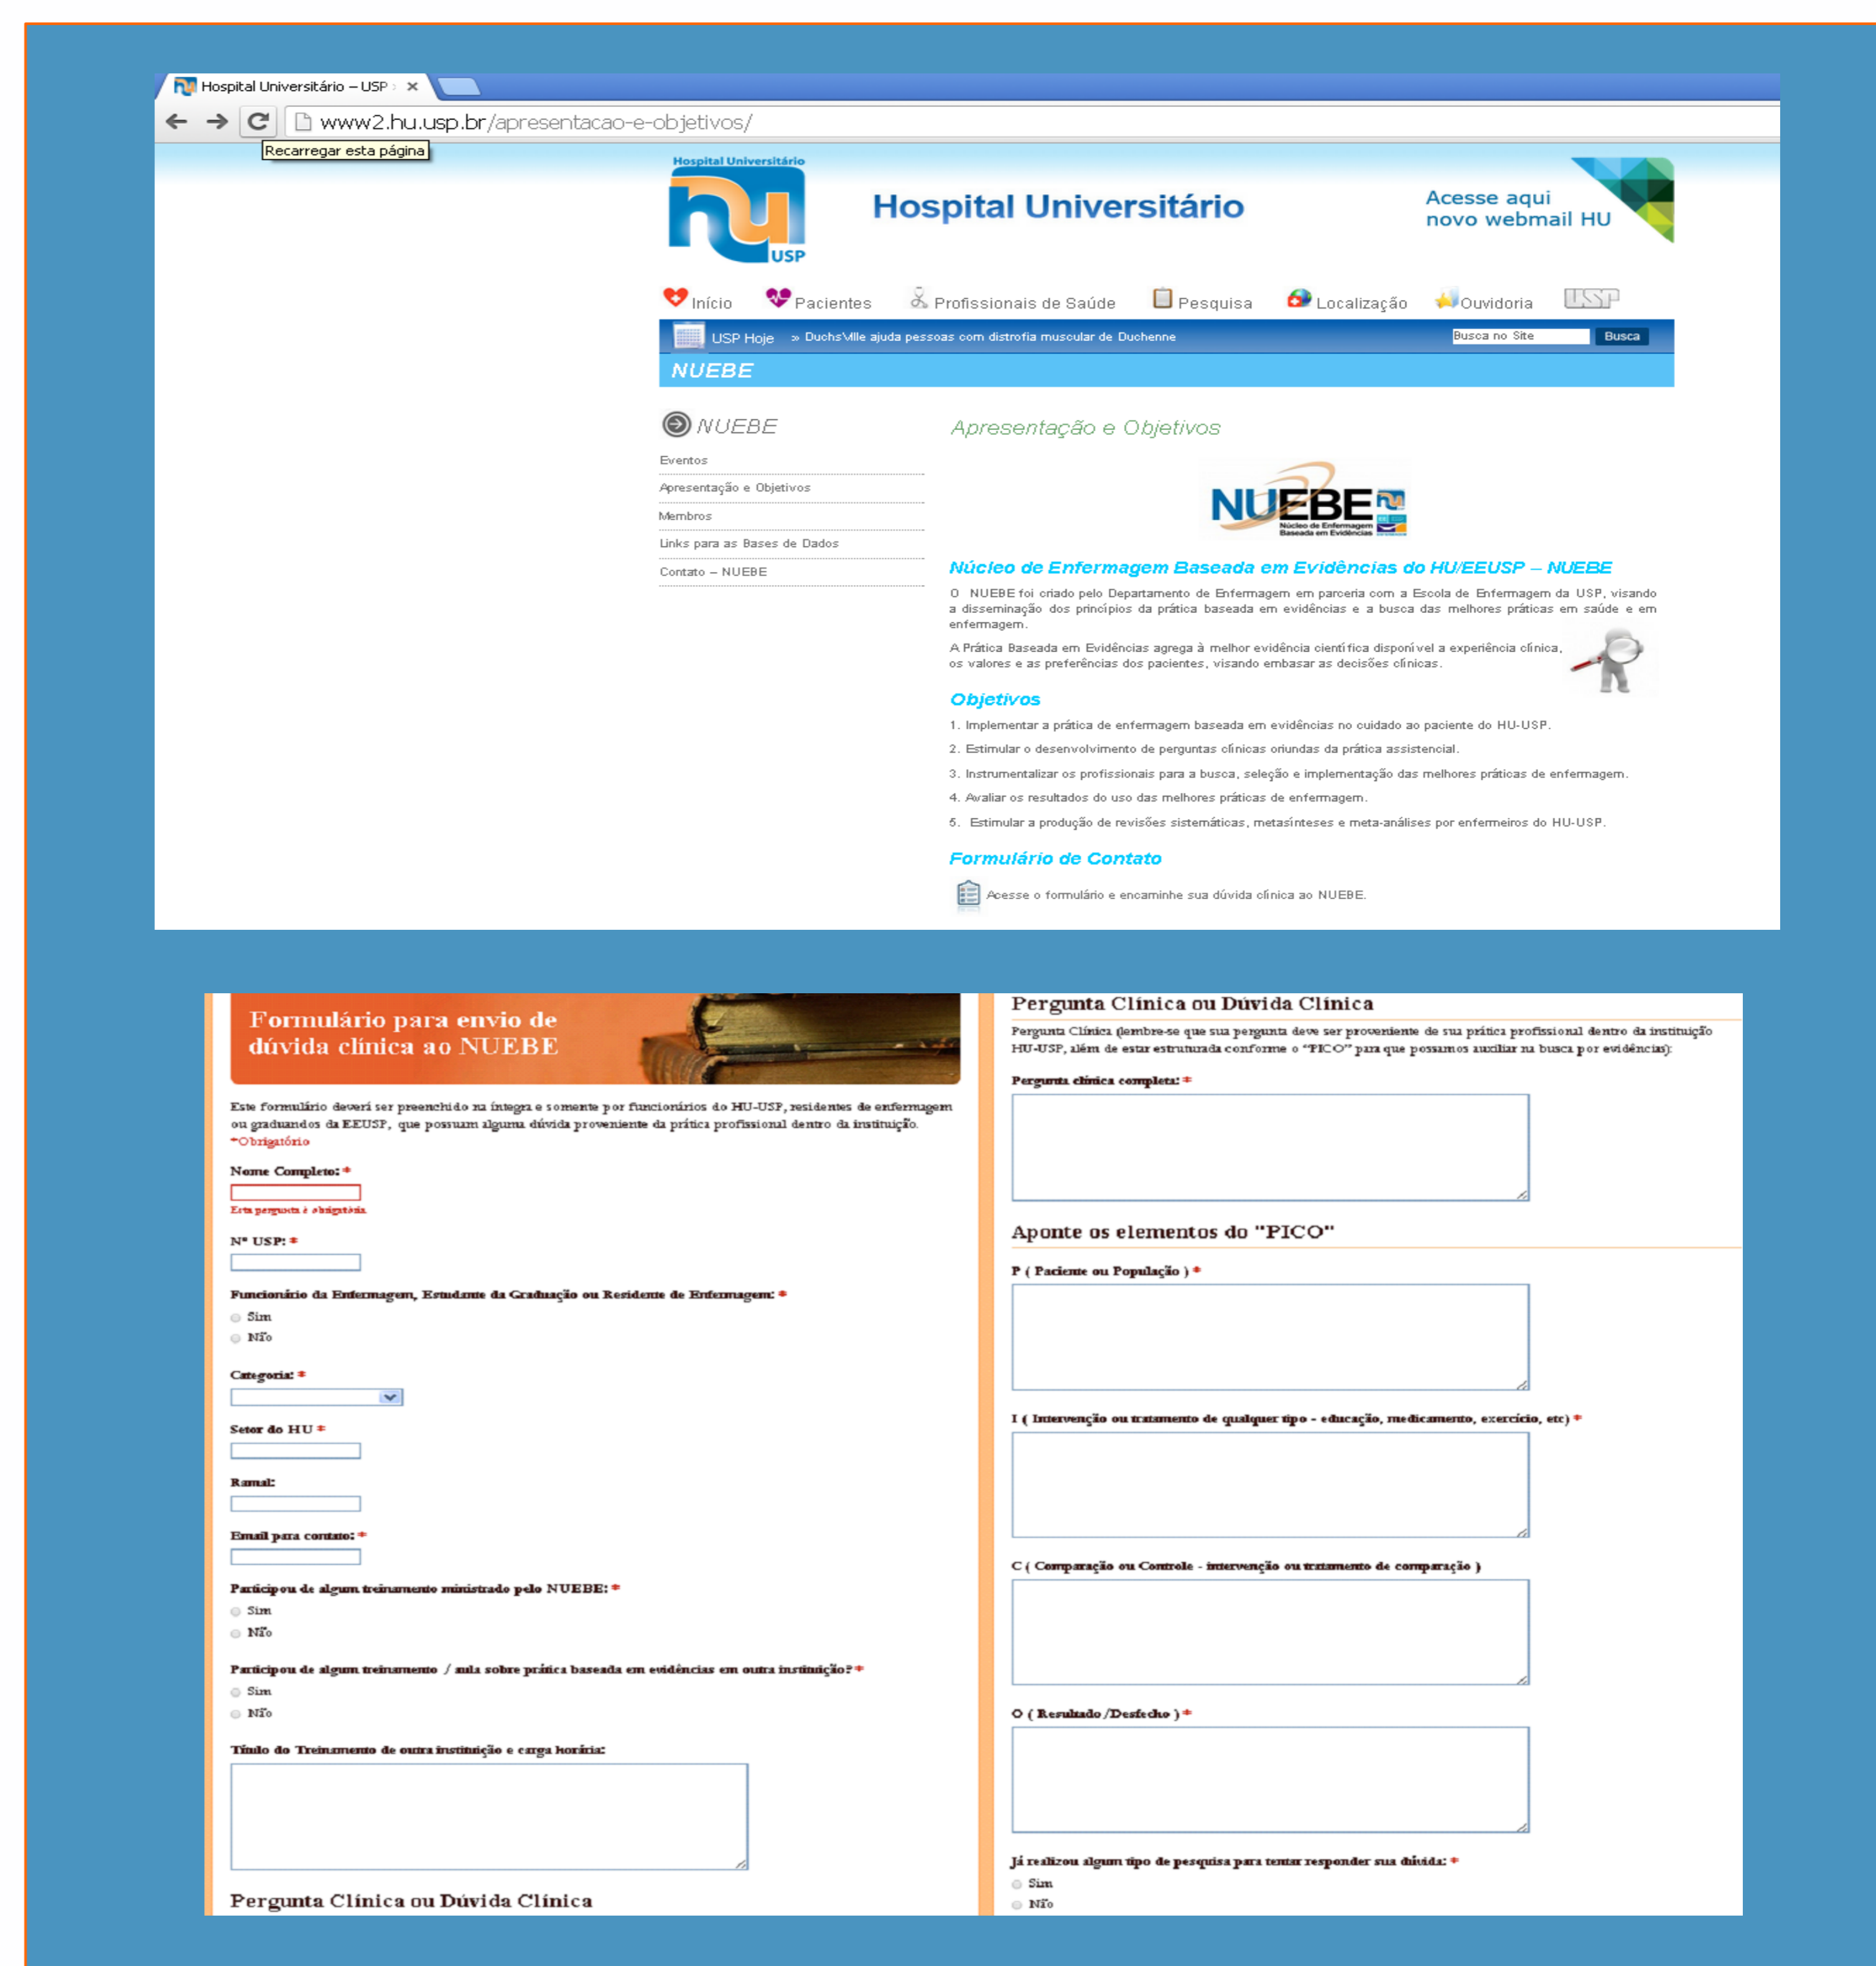 Hospital Universitário – USP
www2.hu.usp.br/apresentacao-e-objetivos/
Recarregar esta página
Hospital Universitário
USP
Hospital Universitário
Acesse aqui
novo webmail HU
Início Pacientes Profissionais de Saúde Pesquisa Localização Ouvidoria USP
USP Hoje » Duchs'Ville ajuda pessoas com distrofia muscular de Duchenne Busca no Site Busca
NUEBE
NUEBE
Eventos
Apresentação e Objetivos
Membros
Links para as Bases de Dados
Contato – NUEBE
Apresentação e Objetivos
NUEBE
Núcleo de Enfermagem
Baseada em Evidências
Núcleo de Enfermagem Baseada em Evidências do HU/EEUSP – NUEBE
O NUEBE foi criado pelo Departamento de Enfermagem em parceria com a Escola de Enfermagem da USP, visando
a disseminação dos princípios da prática baseada em evidências e a busca das melhores práticas em saúde e em
enfermagem.
A Prática Baseada em Evidências agrega à melhor evidência científica disponível a experiência clínica,
os valores e as preferências dos pacientes, visando embasar as decisões clínicas.
Objetivos
1. Implementar a prática de enfermagem baseada em evidências no cuidado ao paciente do HU-USP.
2. Estimular o desenvolvimento de perguntas clínicas oriundas da prática assistencial.
3. Instrumentalizar os profissionais para a busca, seleção e implementação das melhores práticas de enfermagem.
4. Avaliar os resultados do uso das melhores práticas de enfermagem.
5. Estimular a produção de revisões sistemáticas, metasínteses e meta-análises por enfermeiros do HU-USP.
Formulário de Contato
Acesse o formulário e encaminhe sua dúvida clínica ao NUEBE.
Formulário para envio de
dúvida clínica ao NUEBE
Este formulário deverá ser preenchido na íntegra e somente por funcionários do HU-USP, residentes de enfermagem
ou graduandos da EEUSP, que possuam alguma dúvida proveniente da prática profissional dentro da instituição.
*Obrigatório
Nome Completo: *
Esta pergunta é obrigatória
Nº USP: *
Funcionário da Enfermagem, Estudante da Graduação ou Residente de Enfermagem: *
Sim
Não
Categoria: *
Setor do HU *
Ramal:
Email para contato: *
Participou de algum treinamento ministrado pelo NUEBE: *
Sim
Não
Participou de algum treinamento / aula sobre prática baseada em evidências em outra instituição? *
Sim
Não
Título do Treinamento de outra instituição e carga horária:
Pergunta Clínica ou Dúvida Clínica
Pergunta Clínica ou Dúvida Clínica
Pergunta Clínica (lembre-se que sua pergunta deve ser proveniente de sua prática profissional dentro da instituição
HU-USP, além de estar estruturada conforme o "PICO" para que possamos auxiliar na busca por evidências):
Pergunta clínica completa: *
Aponte os elementos do "PICO"
P ( Paciente ou População ) *
I ( Intervenção ou tratamento de qualquer tipo - educação, medicamento, exercício, etc) *
C ( Comparação ou Controle - intervenção ou tratamento de comparação )
O ( Resultado /Desfecho ) *
Já realizou algum tipo de pesquisa para tentar responder sua dúvida: *
Sim
Não